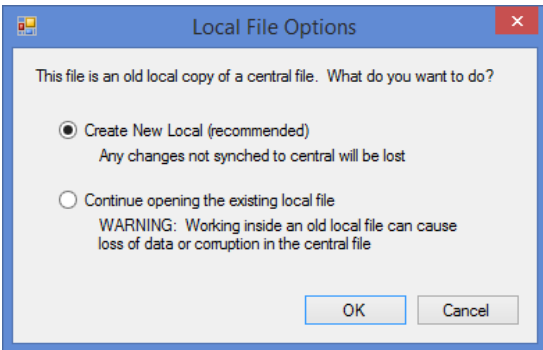 Local File Options
This file is an old local copy of a central file.  What do you want to do?
Create New Local (recommended)
Any changes not synched to central will be lost
Continue opening the existing local file
WARNING:  Working inside an old local file can cause
loss of data or corruption in the central file
OK
Cancel